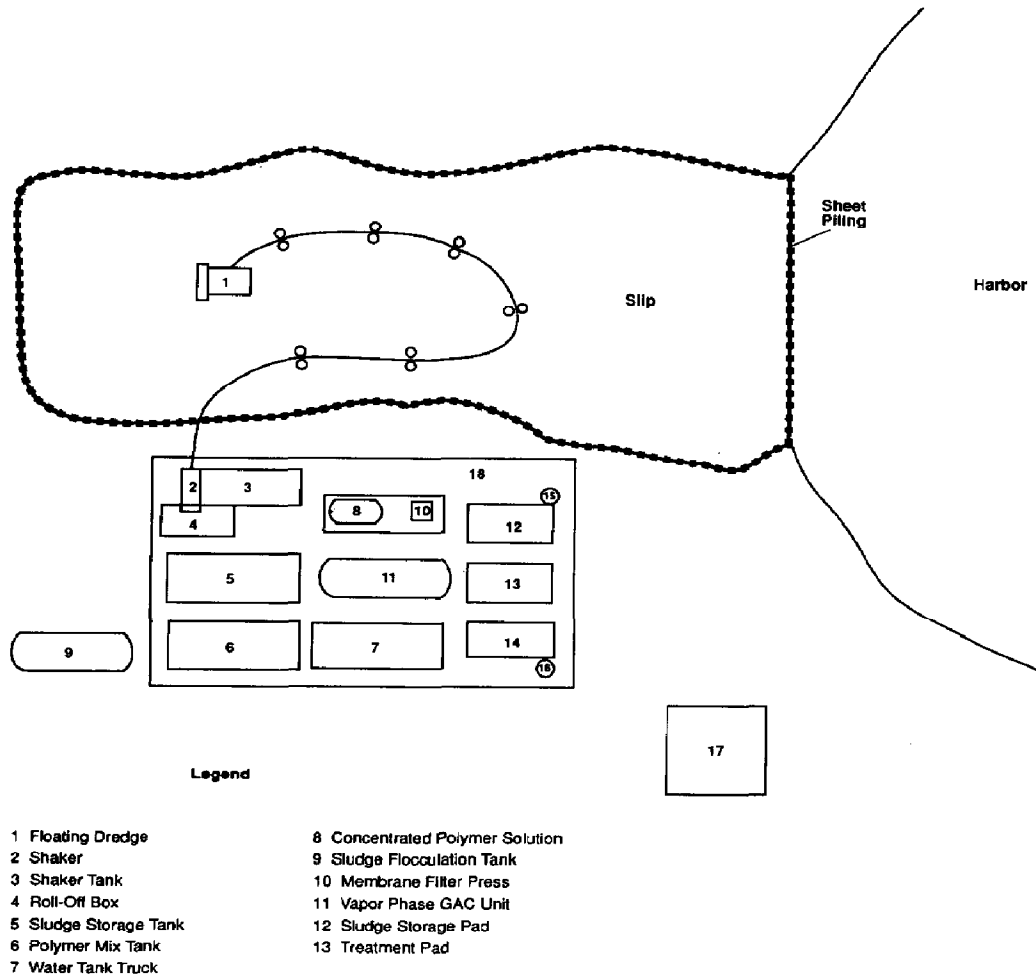 Sheet
Piling
Slip
Harbor
1
2
3
18
4
8
10
15
12
5
11
13
9
6
7
14
16
17
Legend
1 Floating Dredge
2 Shaker
3 Shaker Tank
4 Roll-Off Box
5 Sludge Storage Tank
6 Polymer Mix Tank
7 Water Tank Truck
8 Concentrated Polymer Solution
9 Sludge Flocculation Tank
10 Membrane Filter Press
11 Vapor Phase GAC Unit
12 Sludge Storage Pad
13 Treatment Pad